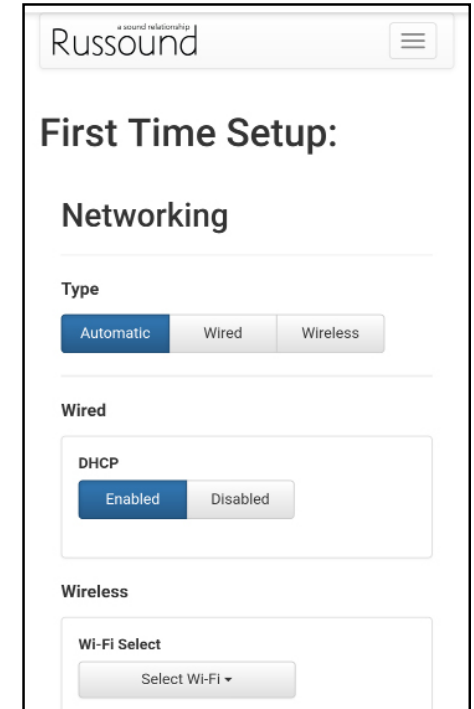 a sound relationship
Russound
First Time Setup:
Networking
Type
Automatic Wired Wireless
Wired
DHCP
Enabled Disabled
Wireless
Wi-Fi Select
Select Wi-Fi